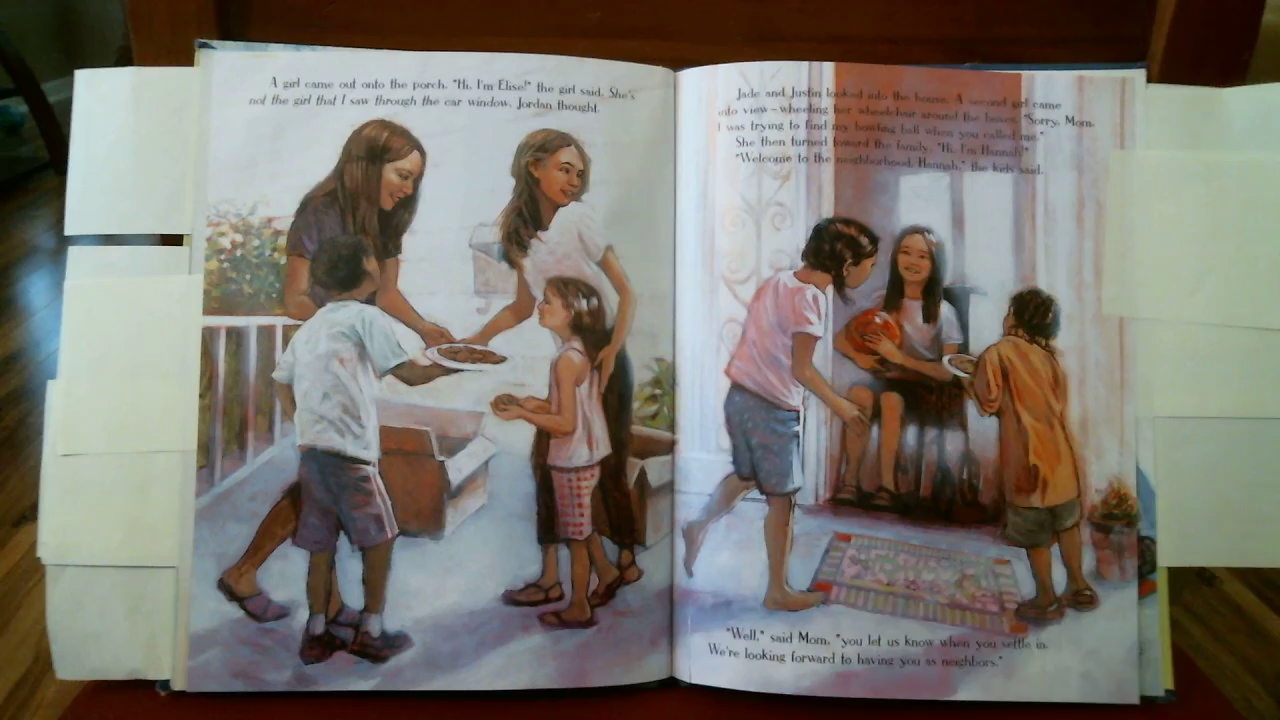 A girl came out onto the porch. "Hi, I'm Elise!" the girl said. She's
not the girl that I saw through the car window, Jordan thought.
Jade and Justin looked into the house. A second girl came
into view – wheeling her wheelchair around the boxes. "Sorry, Mom.
I was trying to find my bowling ball when you called me."
She then turned toward the family. "Hi, I'm Hannah!"
"Welcome to the neighborhood, Hannah," the kids said.
"Well," said Mom, "you let us know when you settle in.
We're looking forward to having you as neighbors."